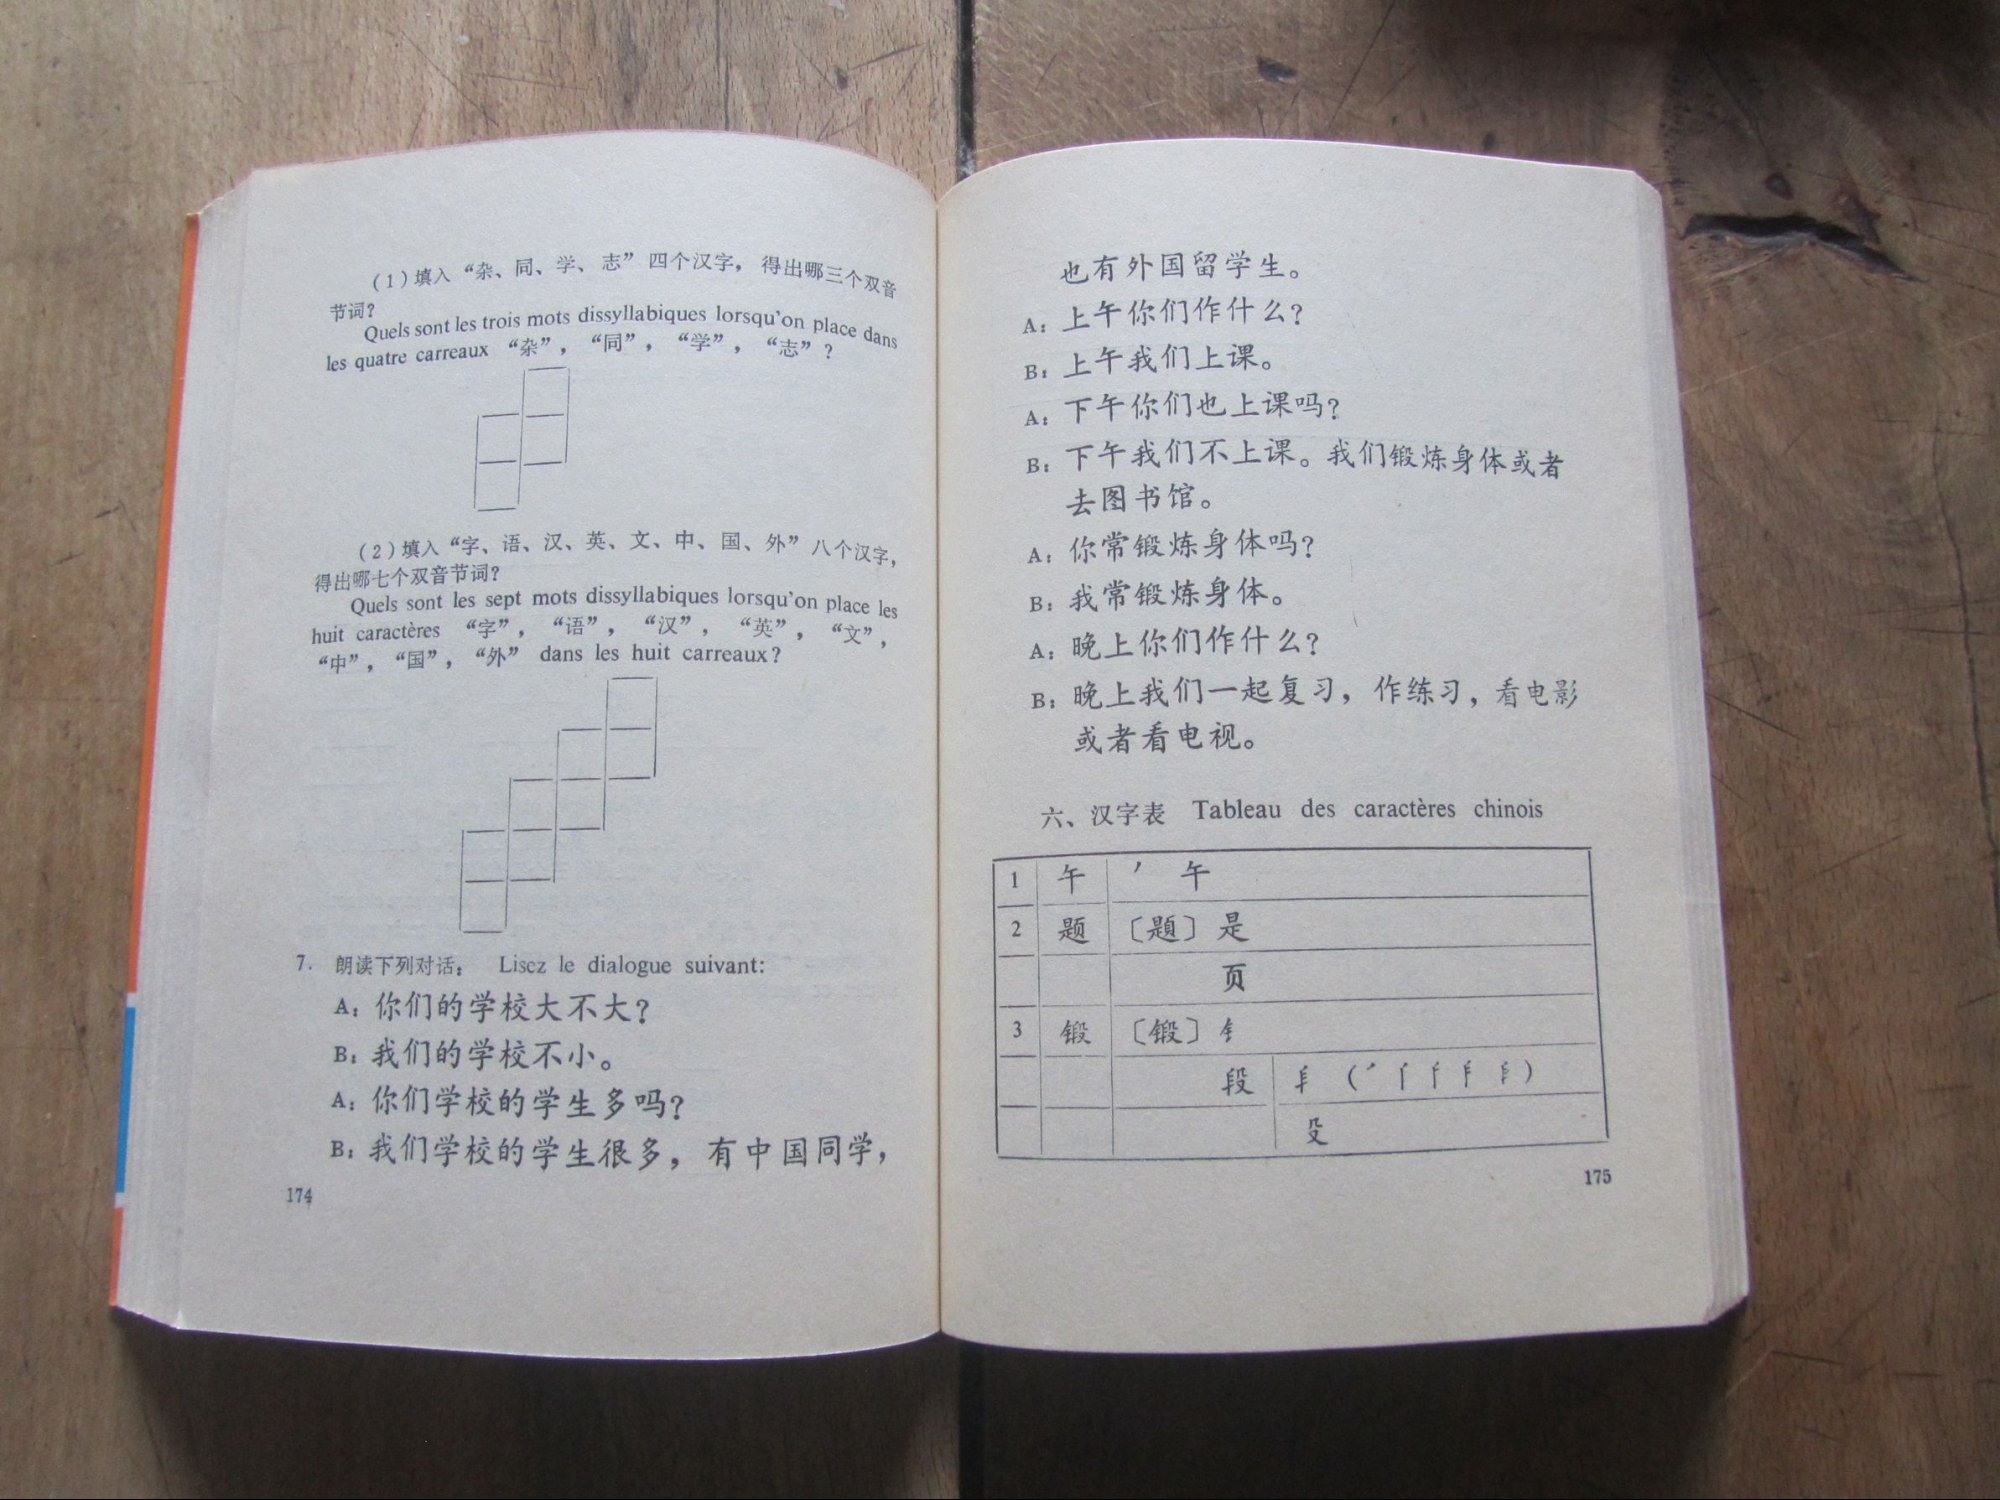 (1)填入“杂、同、学、志”四个汉字，得出哪三个双音
节词？
Quels sont les trois mots dissyllabiques lorsqu'on place dans
les quatre carreaux “杂”，“同”，“学”，“志”？
(2)填入“字、语、汉、英、文、中、国、外”八个汉字，
得出哪七个双音节词？
Quels sont les sept mots dissyllabiques lorsqu'on place les
huit caractères “字”，“语”，“汉”，“英”，“文”，
“中”，“国”，“外” dans les huit carreaux?
7. 朗读下列对话： Lisez le dialogue suivant:
A：你们的学校大不大？
B：我们的学校不小。
A：你们学校的学生多吗？
B：我们学校的学生很多，有中国同学，
174
也有外国留学生。
A：上午你们作什么？
B：上午我们上课。
A：下午你们也上课吗？
B：下午我们不上课。我们锻炼身体或者
去图书馆。
A：你常锻炼身体吗？
B：我常锻炼身体。
A：晚上你们作什么？
B：晚上我们一起复习，作练习，看电影
或者看电视。
六、汉字表 Tableau des caractères chinois
1 午 丿 午
2 题 〔題〕 是
页
3 锻 〔鍛〕 钅
段
殳
175